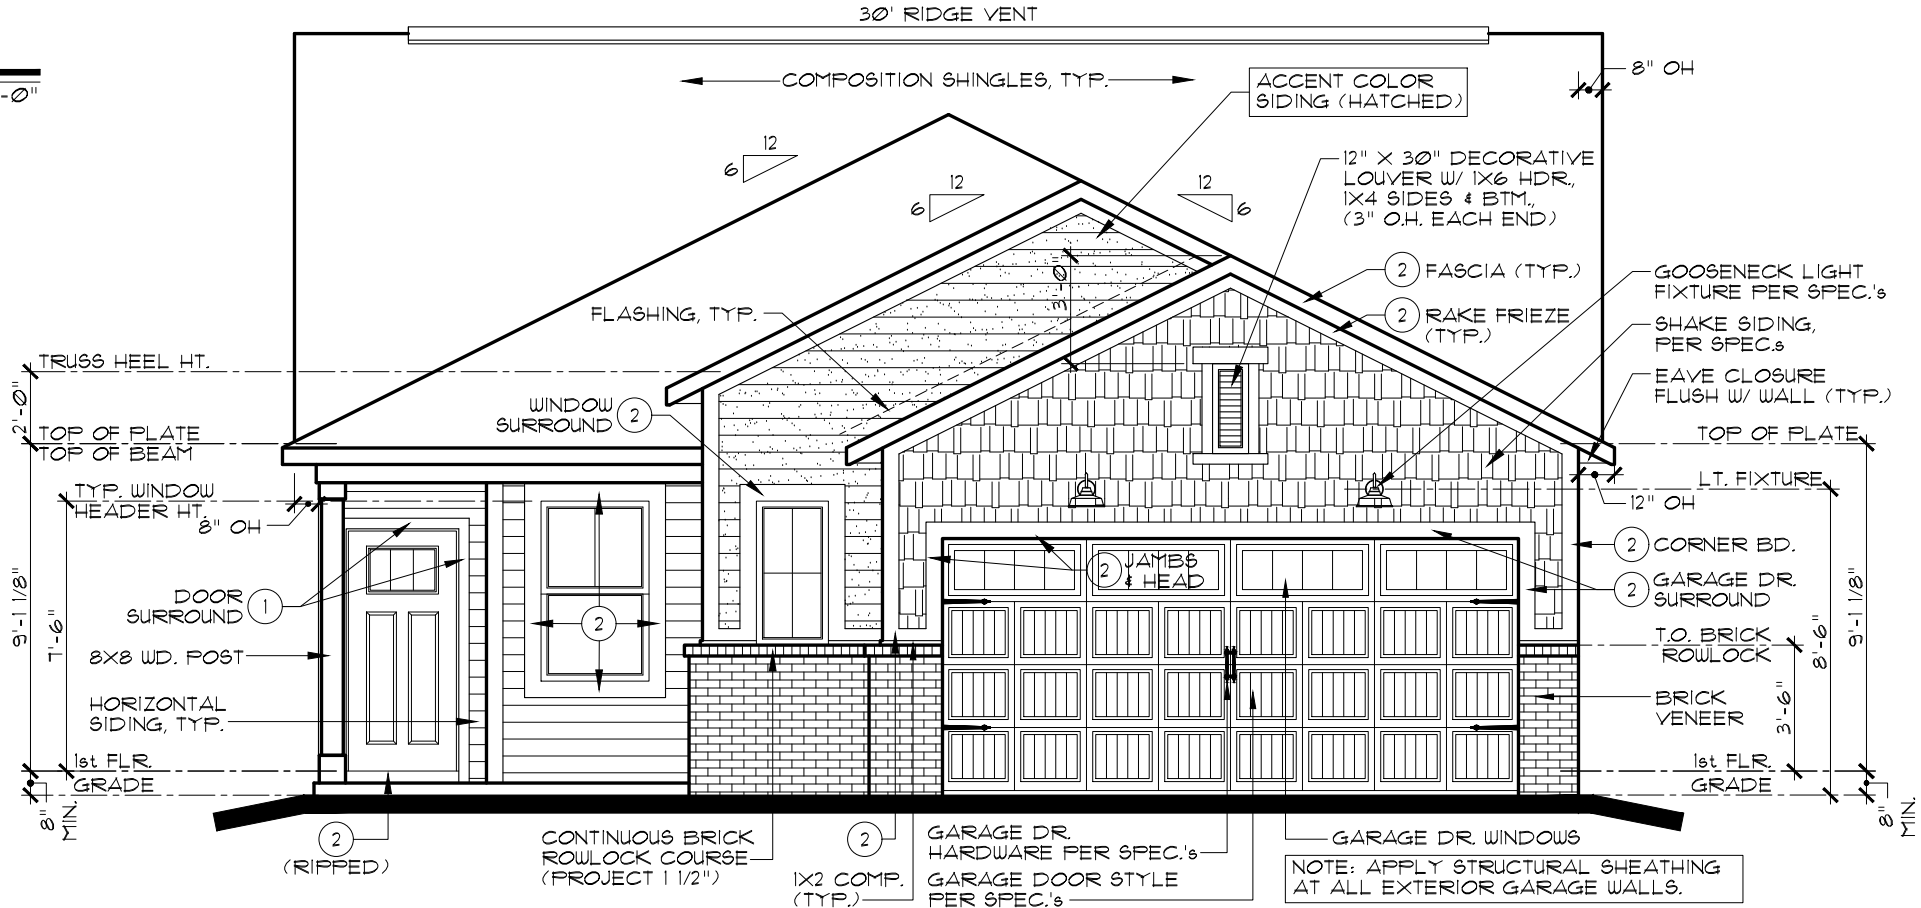 30' RIDGE VENT
COMPOSITION SHINGLES, TYP.
ACCENT COLOR
SIDING (HATCHED)
8" OH
-0"
12
6
12
6
12
6
12" X 30" DECORATIVE
LOUVER W/ 1X6 HDR.,
1X4 SIDES & BTM.,
(3" O.H. EACH END)
3'-0"
2 FASCIA (TYP.)
2 RAKE FRIEZE
(TYP.)
GOOSENECK LIGHT
FIXTURE PER SPEC.'s
SHAKE SIDING,
PER SPEC.s
EAVE CLOSURE
FLUSH W/ WALL (TYP.)
FLASHING, TYP.
TRUSS HEEL HT.
2'-0"
WINDOW
SURROUND 2
TOP OF PLATE
TOP OF BEAM
TYP. WINDOW
HEADER HT.
8" OH
TOP OF PLATE
LT. FIXTURE
12" OH
2 CORNER BD.
2 GARAGE DR.
SURROUND
2 JAMBS
& HEAD
2
DOOR
SURROUND 1
9'-1 1/8"
7'-6"
8X8 WD. POST
HORIZONTAL
SIDING, TYP.
1st FLR.
GRADE
8"
MIN.
T.O. BRICK
ROWLOCK
8'-6"
9'-1 1/8"
3'-6"
BRICK
VENEER
1st FLR.
GRADE
8"
MIN.
2
(RIPPED)
CONTINUOUS BRICK
ROWLOCK COURSE
(PROJECT 1 1/2")
2
1X2 COMP.
(TYP.)
GARAGE DR.
HARDWARE PER SPEC.'s
GARAGE DOOR STYLE
PER SPEC.'s
GARAGE DR. WINDOWS
NOTE: APPLY STRUCTURAL SHEATHING
AT ALL EXTERIOR GARAGE WALLS.